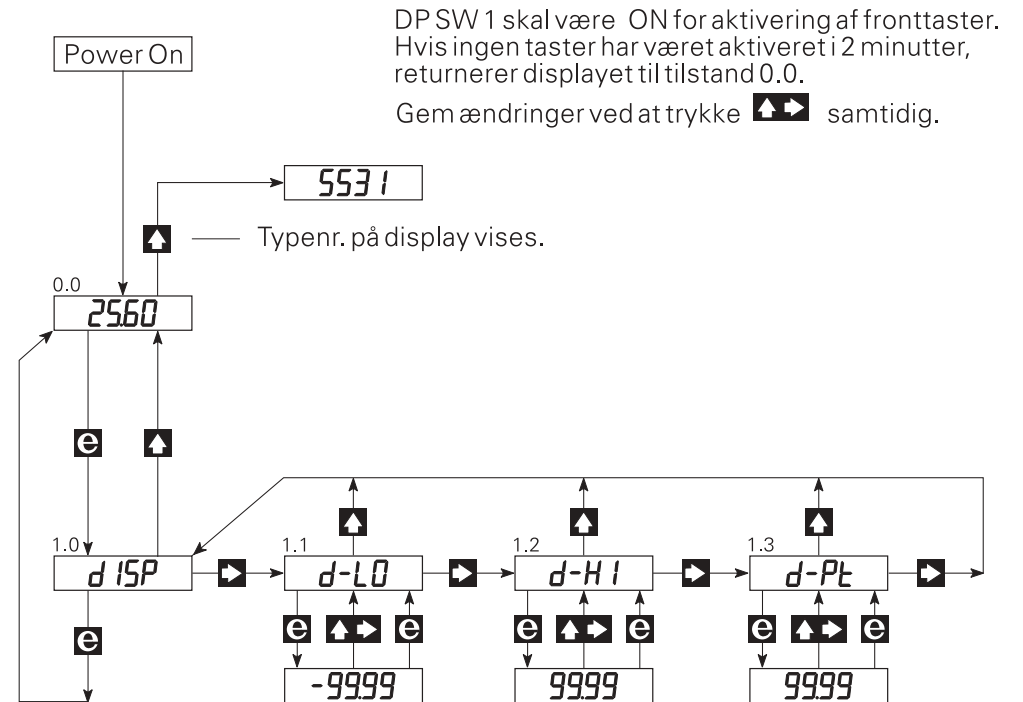 DP SW 1 skal være ON for aktivering af fronttaster.
Hvis ingen taster har været aktiveret i 2 minutter,
returnerer displayet til tilstand 0.0.
Gem ændringer ved at trykke samtidig.
Power On
5531
Typenr. på display vises.
0.0
25.60
e
1.0
dISP
1.1
d-LO
1.2
d-HI
1.3
d-Pt
e
e e
e e
e e
-99.99
99.99
99.99